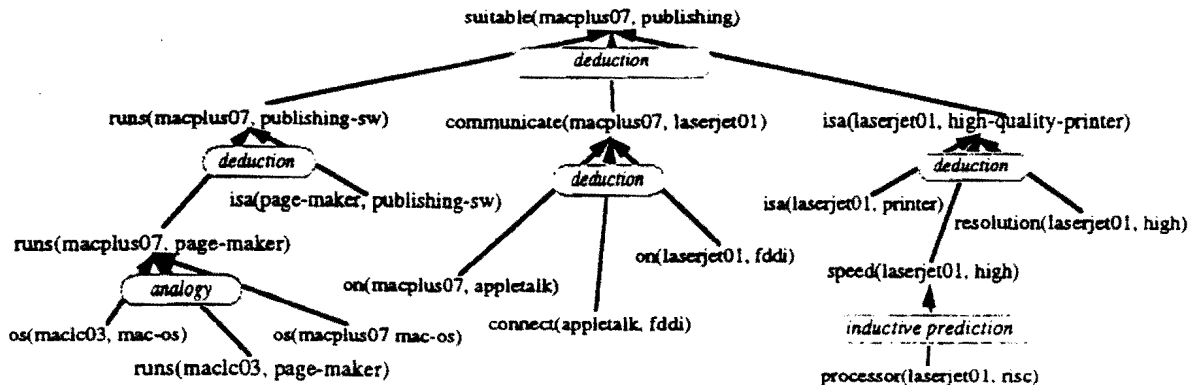 suitable(macplus07, publishing)
deduction
runs(macplus07, publishing-sw)
communicate(macplus07, laserjet01)
isa(laserjet01, high-quality-printer)
deduction
deduction
deduction
isa(page-maker, publishing-sw)
isa(laserjet01, printer)
resolution(laserjet01, high)
runs(macplus07, page-maker)
on(laserjet01, fddi)
speed(laserjet01, high)
analogy
on(macplus07, appletalk)
os(maclc03, mac-os)
os(macplus07 mac-os)
connect(appletalk, fddi)
inductive prediction
runs(maclc03, page-maker)
processor(laserjet01, risc)